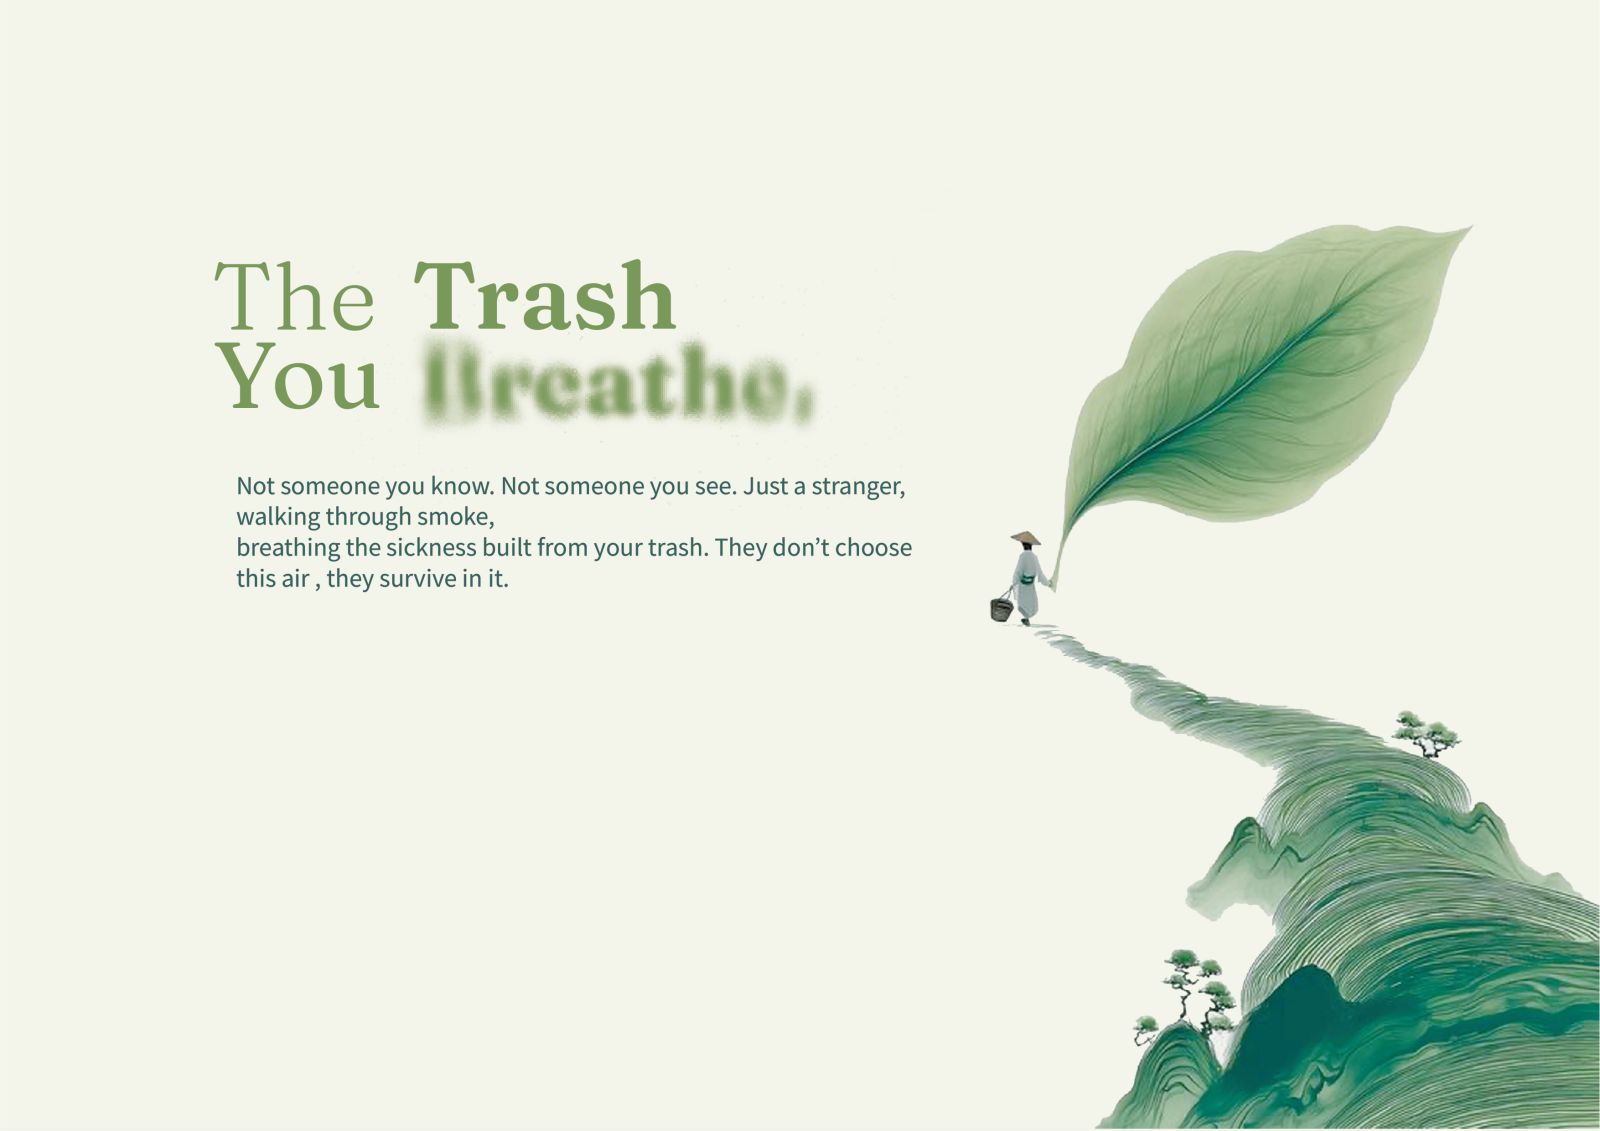 The Trash
You Breathe,
Not someone you know. Not someone you see. Just a stranger,
walking through smoke,
breathing the sickness built from your trash. They don’t choose
this air , they survive in it.